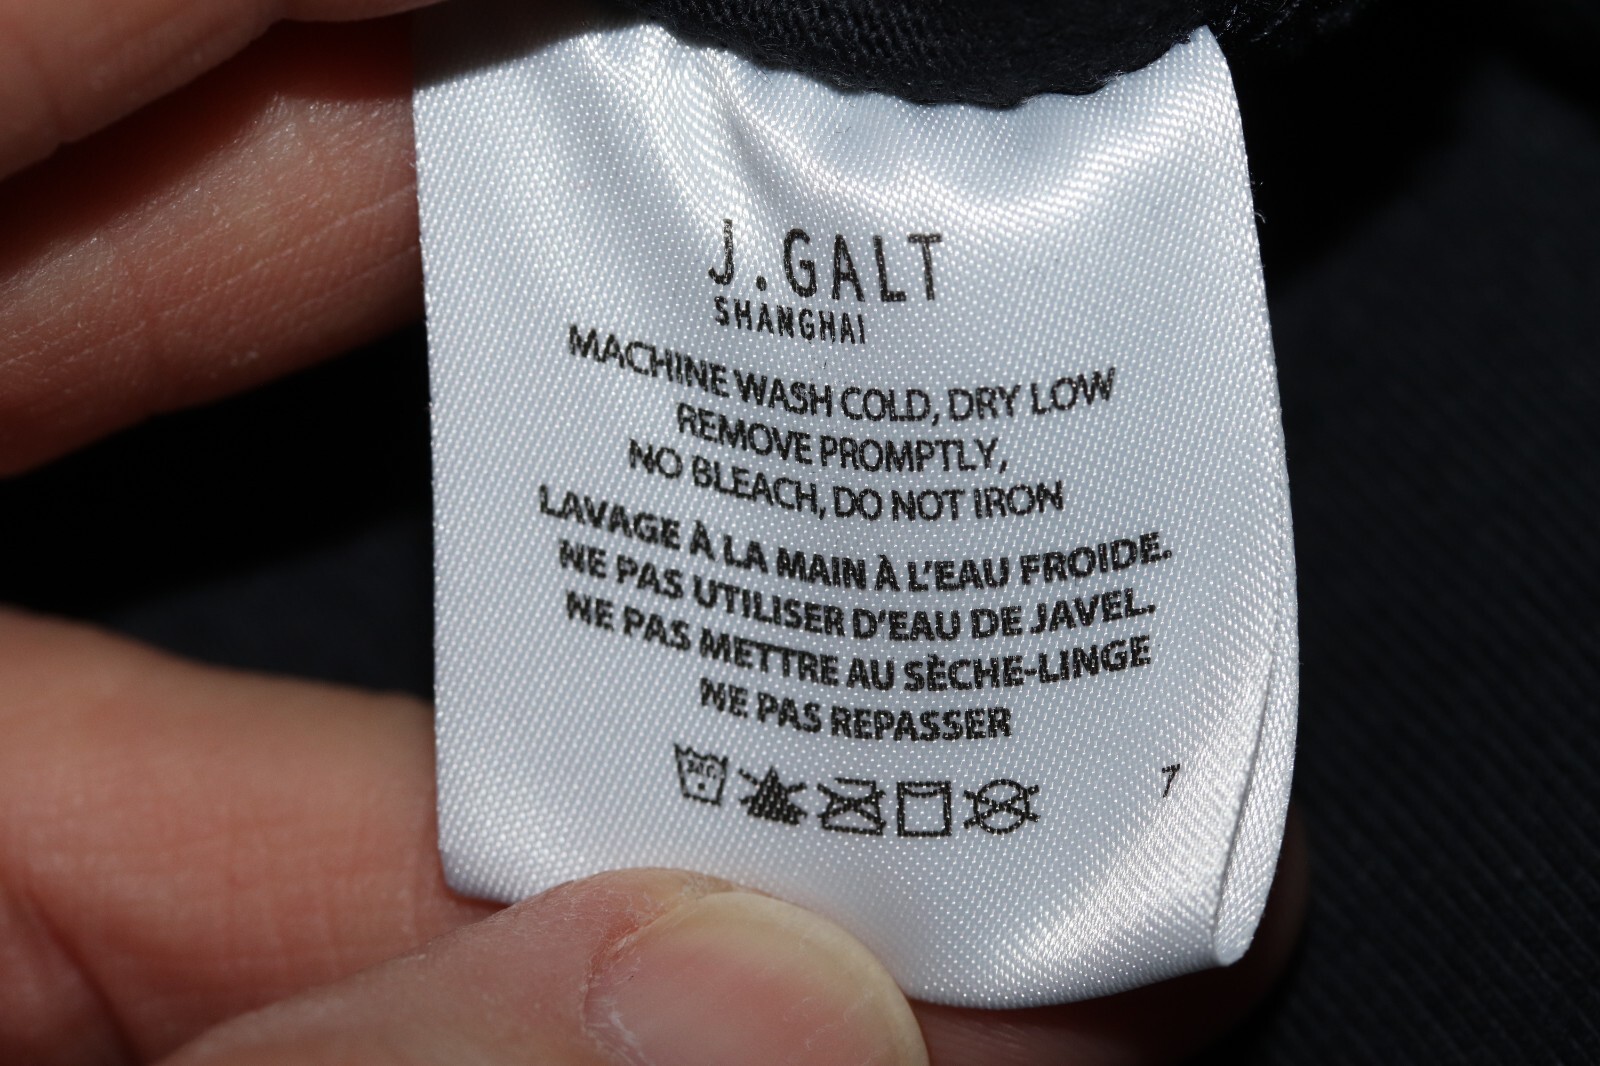 J.GALT
SHANGHAI
MACHINE WASH COLD, DRY LOW
REMOVE PROMPTLY,
NO BLEACH, DO NOT IRON
LAVAGE À LA MAIN À L'EAU FROIDE.
NE PAS UTILISER D'EAU DE JAVEL.
NE PAS METTRE AU SÈCHE-LINGE
NE PAS REPASSER
7